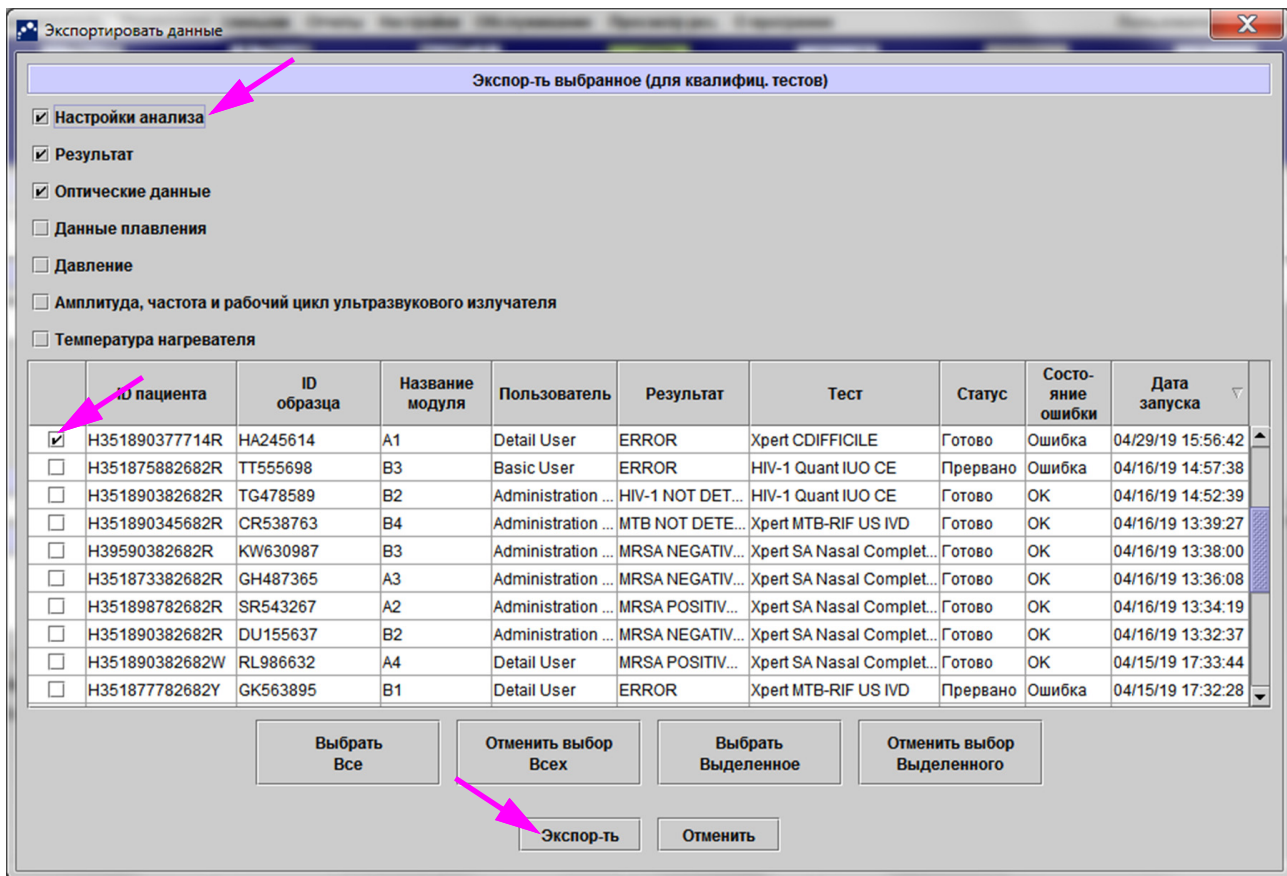 Экспортировать данные
Экспор-ть выбранное (для квалифиц. тестов)
Настройки анализа
Результат
Оптические данные
Данные плавления
Давление
Амплитуда, частота и рабочий цикл ультразвукового излучателя
Температура нагревателя
ID пациента ID образца Название модуля Пользователь Результат Тест Статус Состо-яние ошибки Дата запуска
H351890377714R HA245614 A1 Detail User ERROR Xpert CDIFFICILE Готово Ошибка 04/29/19 15:56:42
H351875882682R TT555698 B3 Basic User ERROR HIV-1 Quant IUO CE Прервано Ошибка 04/16/19 14:57:38
H351890382682R TG478589 B2 Administration ... HIV-1 NOT DET... HIV-1 Quant IUO CE Готово OK 04/16/19 14:52:39
H351890345682R CR538763 B4 Administration ... MTB NOT DETE... Xpert MTB-RIF US IVD Готово OK 04/16/19 13:39:27
H39590382682R KW630987 B3 Administration ... MRSA NEGATIV... Xpert SA Nasal Complet... Готово OK 04/16/19 13:38:00
H351873382682R GH487365 A3 Administration ... MRSA NEGATIV... Xpert SA Nasal Complet... Готово OK 04/16/19 13:36:08
H351898782682R SR543267 A2 Administration ... MRSA POSITIV... Xpert SA Nasal Complet... Готово OK 04/16/19 13:34:19
H351890382682R DU155637 B2 Administration ... MRSA NEGATIV... Xpert SA Nasal Complet... Готово OK 04/16/19 13:32:37
H351890382682W RL986632 A4 Detail User MRSA POSITIV... Xpert SA Nasal Complet... Готово OK 04/15/19 17:33:44
H351877782682Y GK563895 B1 Detail User ERROR Xpert MTB-RIF US IVD Прервано Ошибка 04/15/19 17:32:28
Выбрать Все Отменить выбор Всех Выбрать Выделенное Отменить выбор Выделенного
Экспор-ть Отменить